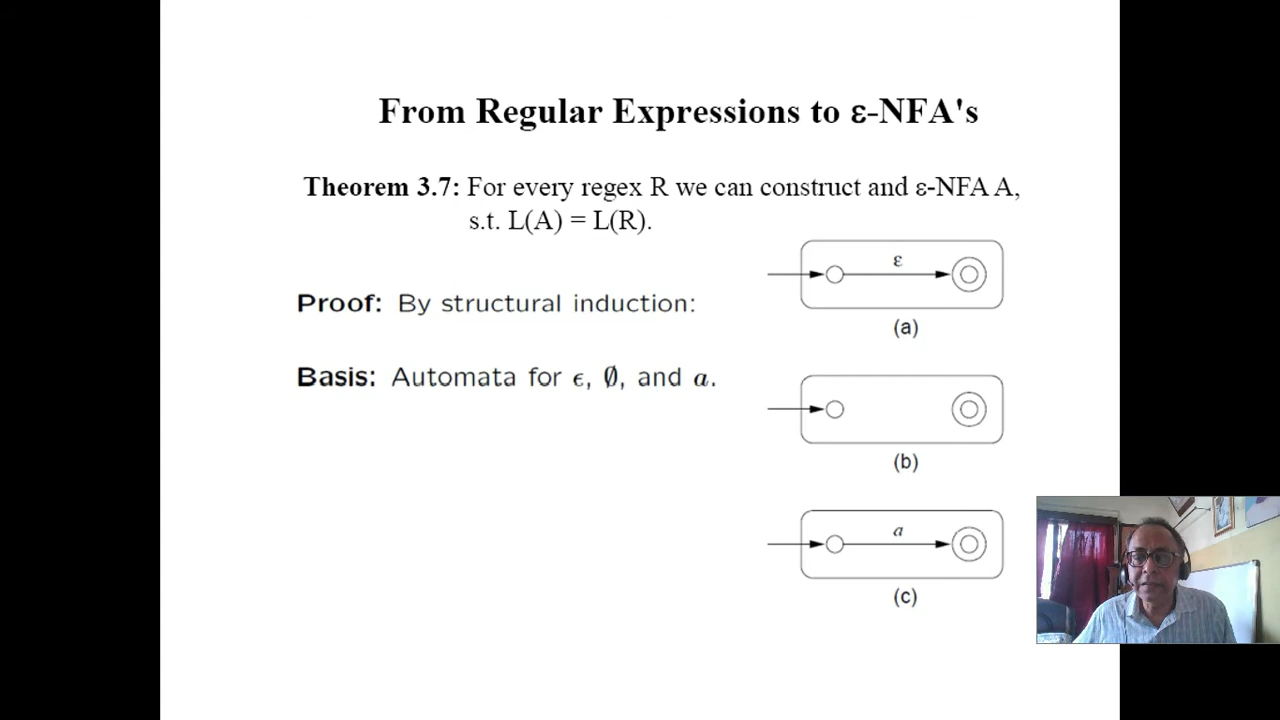 From Regular Expressions to ε-NFA's
Theorem 3.7: For every regex R we can construct and ε-NFA A,
s.t. L(A) = L(R).
ε
(a)
Proof: By structural induction:
Basis: Automata for ϵ, ∅, and a.
(b)
a
(c)